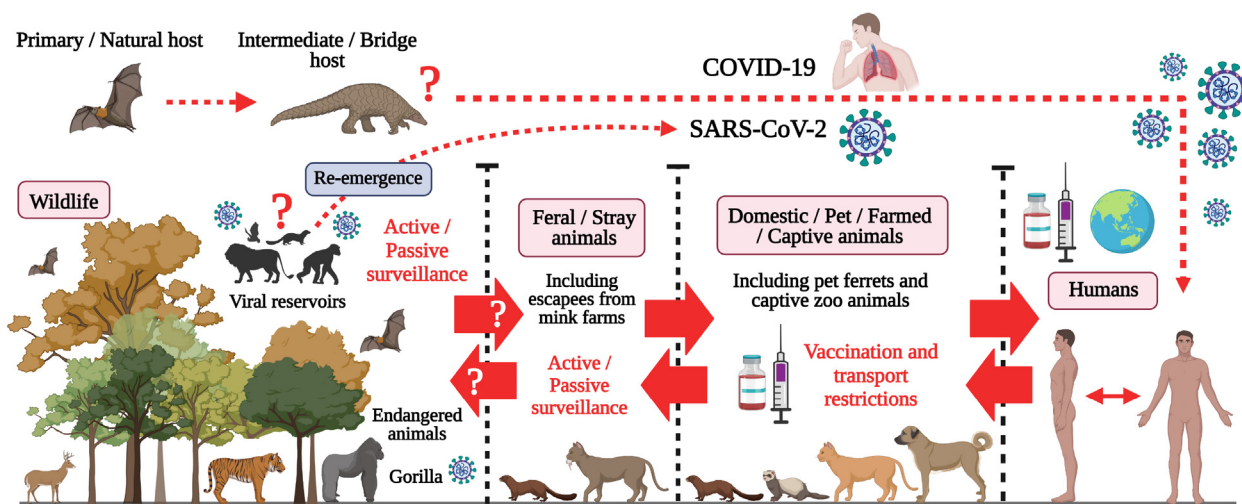 Primary / Natural host
Intermediate / Bridge
host
?
COVID-19
SARS-CoV-2
Re-emergence
Wildlife
?
Active /
Passive
surveillance
Viral reservoirs
Feral / Stray
animals
Including
escapees from
mink farms
Domestic / Pet / Farmed
/ Captive animals
Including pet ferrets and
captive zoo animals
Humans
?
?
Active /
Passive
surveillance
Vaccination and
transport
restrictions
Endangered
animals
Gorilla